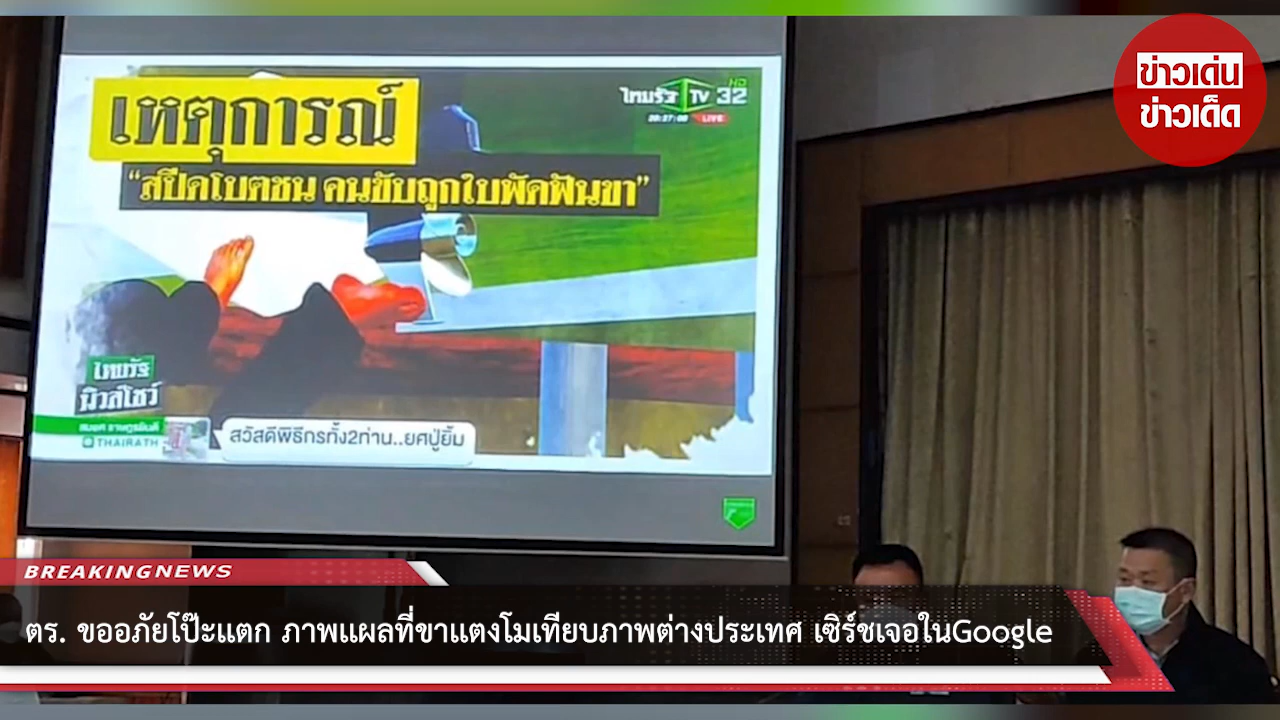 ข่าวเด่น
ข่าวเด็ด
เหตุการณ์
"สปีดโบตชน คนขับถูกใบพัดฟันขา"
ไทยรัฐ TV HD 32
LIVE
ไทยรัฐ
นิวส์โชว์
THAIRATH
สวัสดีพิธีกรทั้ง2ท่าน..ยศปู่ยิ้ม
BREAKINGNEWS
ตร. ขออภัยโป๊ะแตก ภาพแผลที่ขาแตงโมเทียบภาพต่างประเทศ เซิร์ชเจอในGoogle